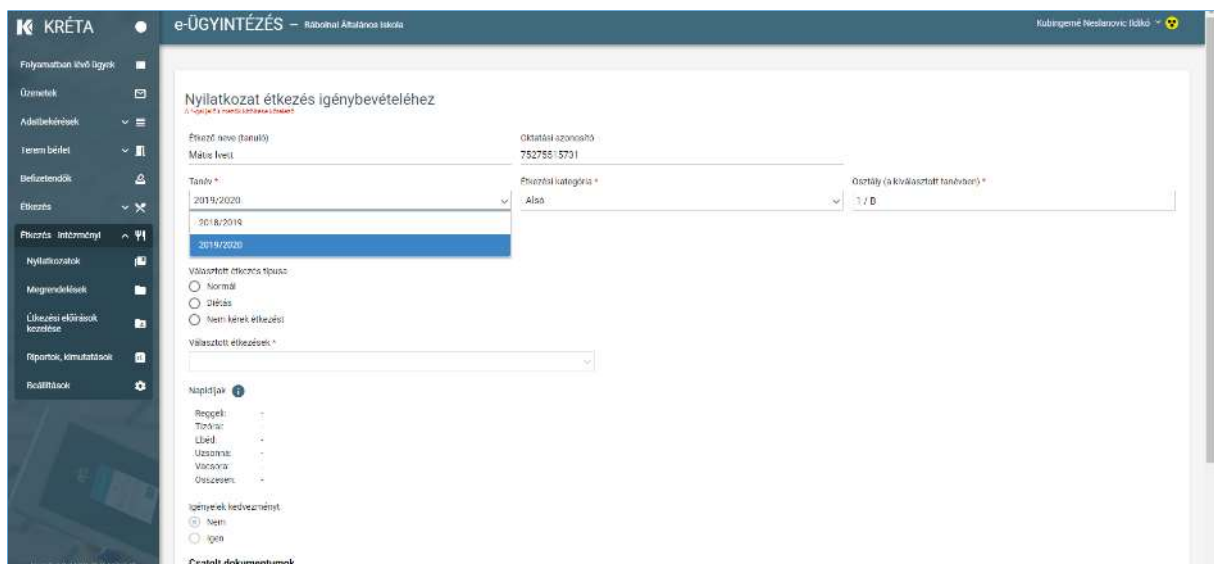 KRÉTA
e-ÜGYINTÉZÉS – Rábolnai Általános Iskola
Kubingerné Neslanovic Ildikó
Folyamatban lévő ügyek
Üzenetek
Adatbekérések
Terem bérlet
Befizetendők
Étkezés
Étkezés Intézményi
Nyilatkozatok
Megrendelések
Étkezési előírások
kezelése
Riportok, kimutatások
Beállítások
Nyilatkozat étkezés igénybevételéhez
Étkező neve (tanuló)
Mátis Ivett
Oktatási azonosító
Tanév *
2019/2020
2018/2019
2019/2020
Étkezési kategória *
Alsó
Osztály (a kiválasztott tanévben) *
1 / B
Választott étkezés típusa
Normál
Diétás
Nem kérek étkezést
Választott étkezések *
Napidíjak
Reggeli: -
Tízórai: -
Ebéd: -
Uzsonna: -
Vacsora: -
Összesen: -
Igényelek kedvezményt
Nem
Igen
Csatolt dokumentumok